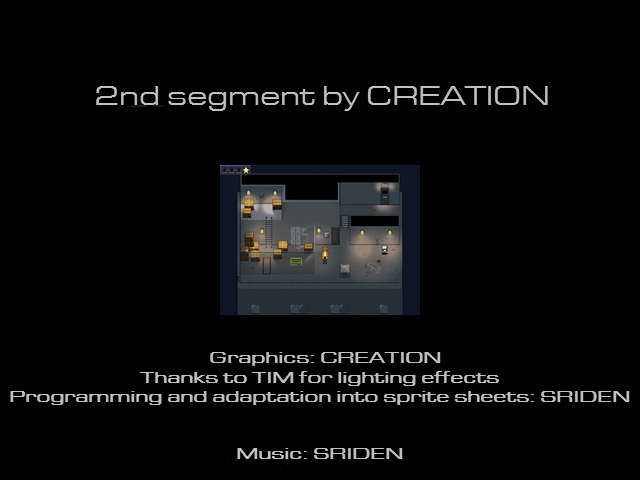 2nd segment by CREATION
Graphics: CREATION
Thanks to TIM for lighting effects
Programming and adaptation into sprite sheets: SRIDEN
Music: SRIDEN